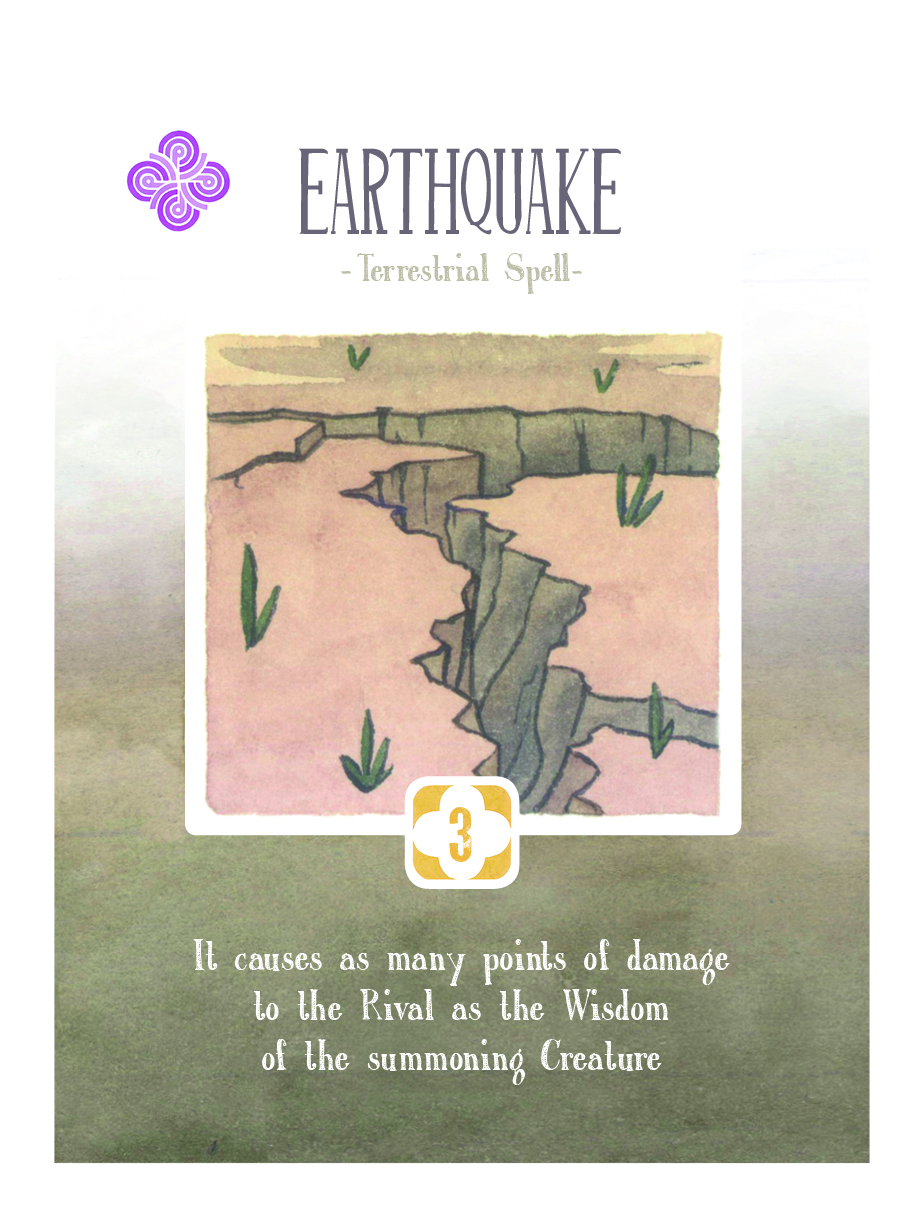 EARTHQUAKE
-Terrestrial Spell-
3
It causes as many points of damage
to the Rival as the Wisdom
of the summoning Creature